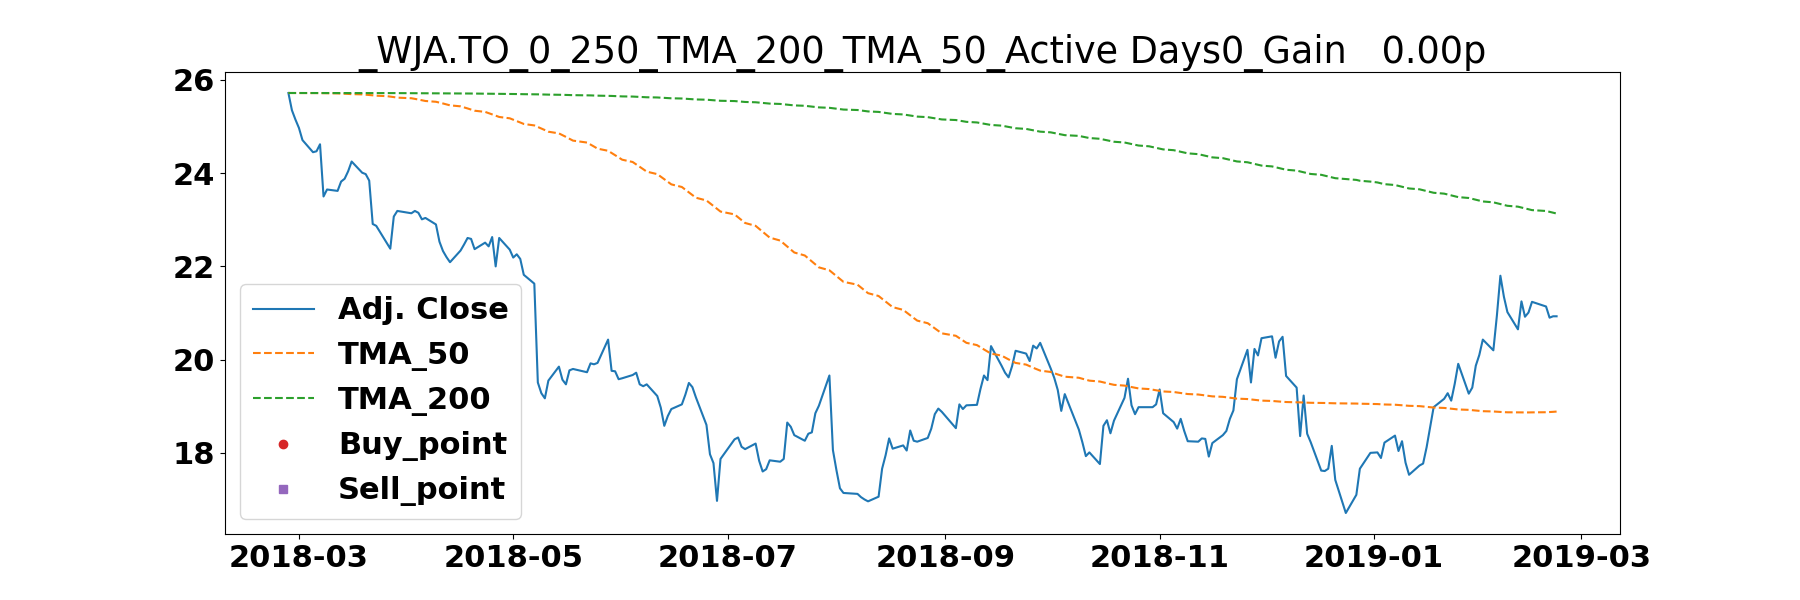 _WJA.TO_0_250_TMA_200_TMA_50_Active Days0_Gain   0.00p
26
24
22
20
18
Adj. Close
TMA_50
TMA_200
Buy_point
Sell_point
2018-03 2018-05 2018-07 2018-09 2018-11 2019-01 2019-03